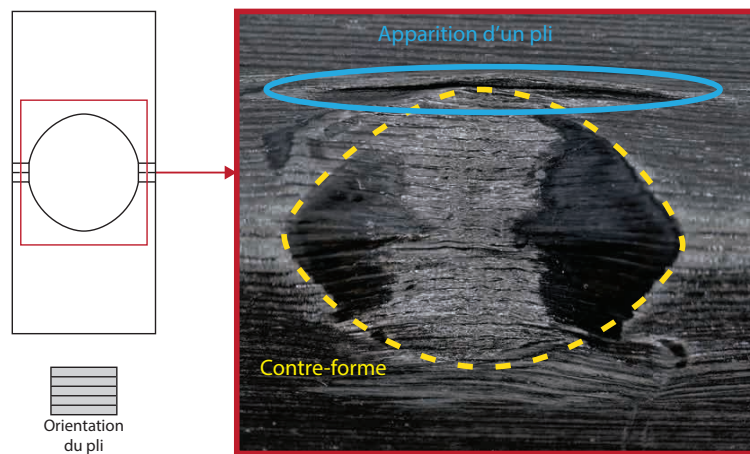 Apparition d'un pli
Contre-forme
Orientation
du pli